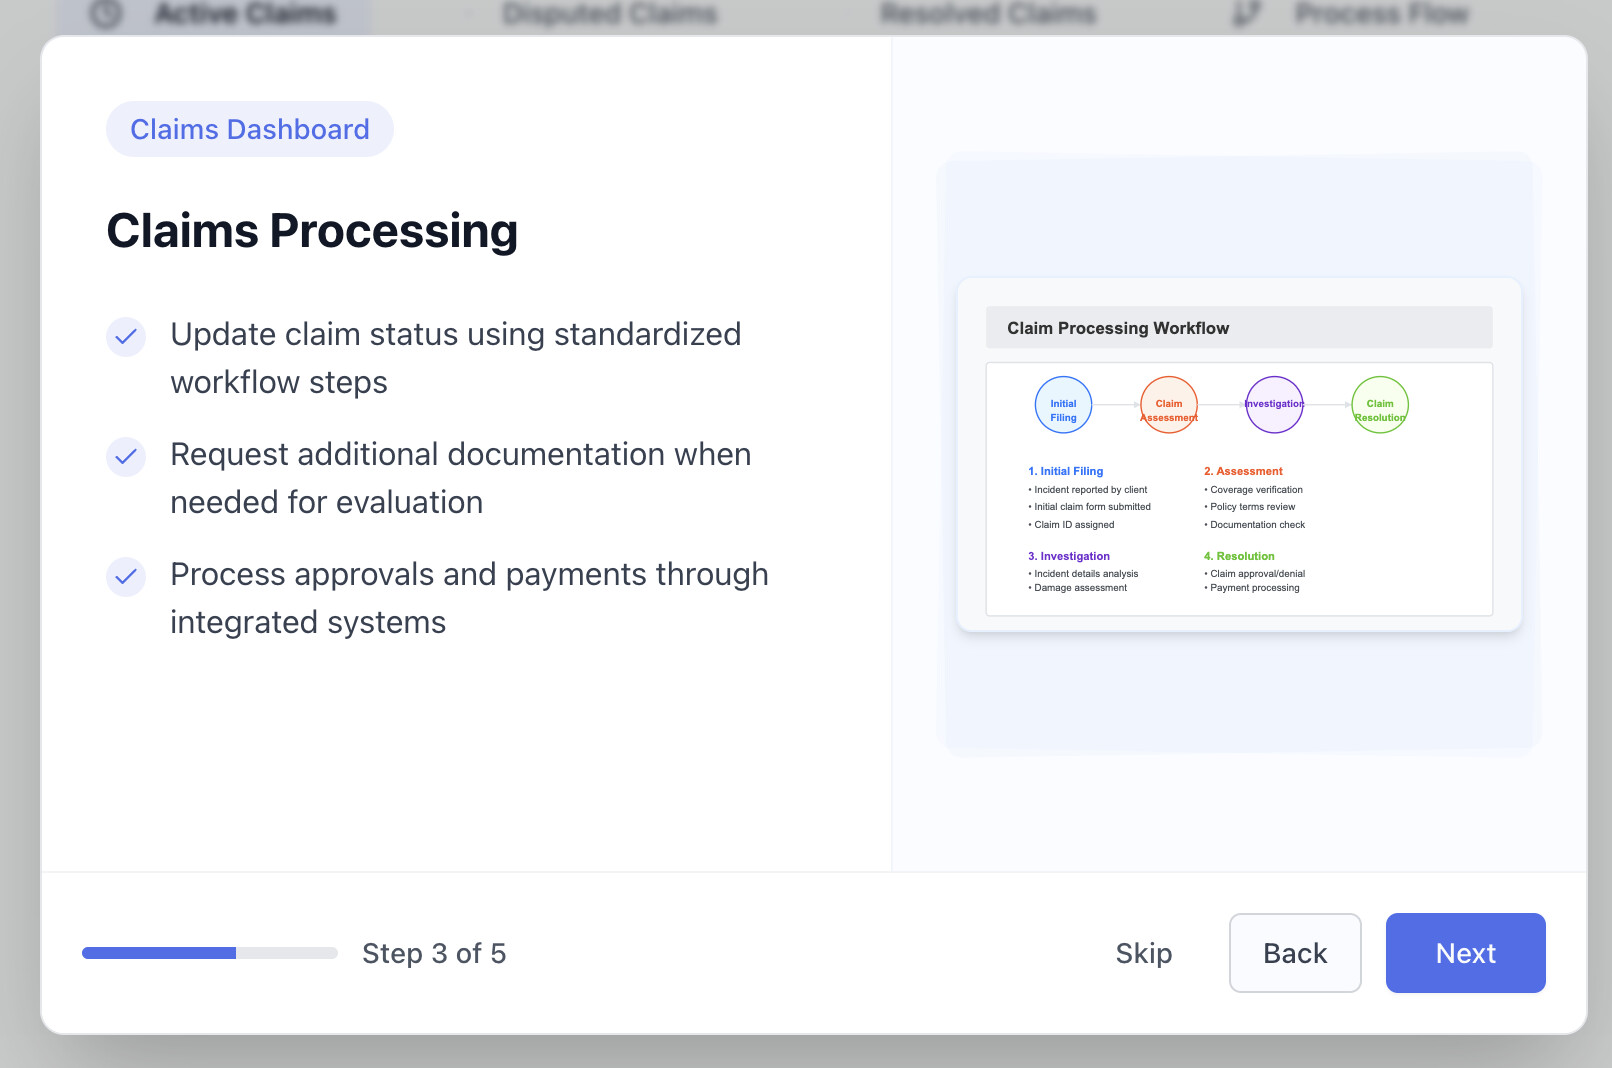 Active Claims
Disputed Claims
Resolved Claims
Process Flow
Claims Dashboard
Claims Processing
Update claim status using standardized
workflow steps
Request additional documentation when
needed for evaluation
Process approvals and payments through
integrated systems
Claim Processing Workflow
Initial
Filing
Claim
Assessment
Investigation
Claim
Resolution
1. Initial Filing
• Incident reported by client
• Initial claim form submitted
• Claim ID assigned
2. Assessment
• Coverage verification
• Policy terms review
• Documentation check
3. Investigation
• Incident details analysis
• Damage assessment
4. Resolution
• Claim approval/denial
• Payment processing
Step 3 of 5
Skip
Back
Next